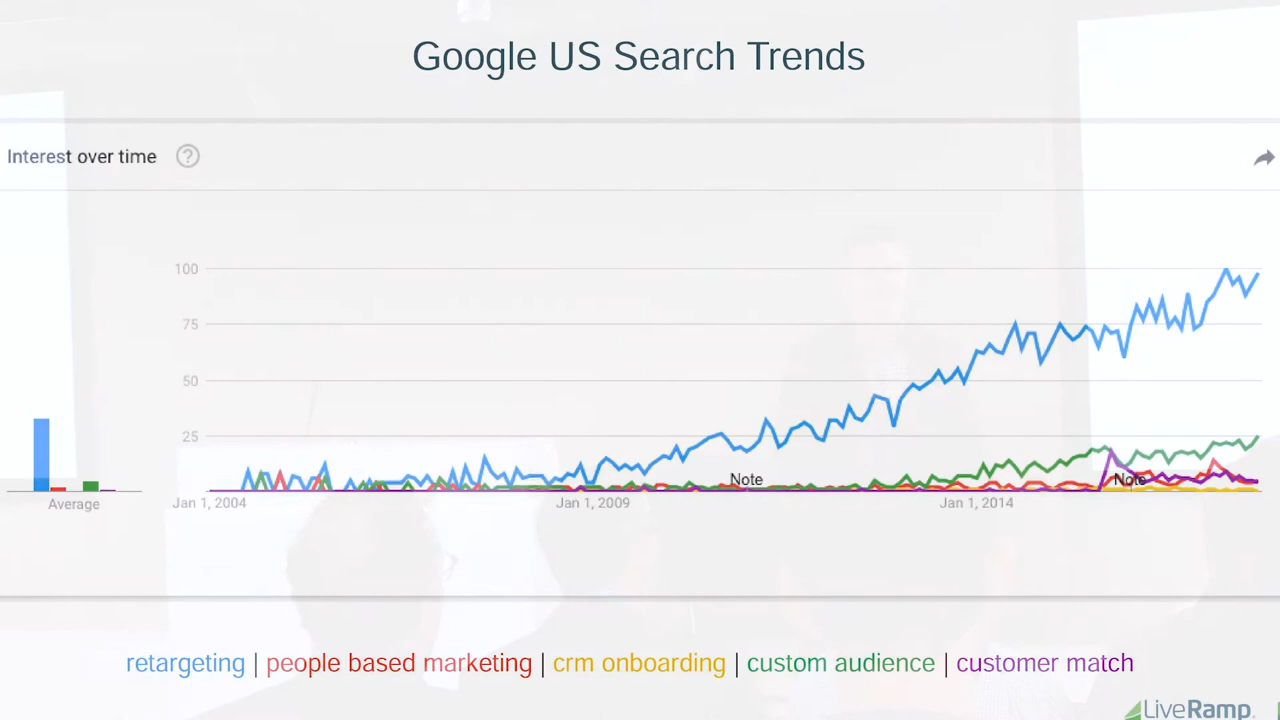 Google US Search Trends
Interest over time ?
100
75
50
25
Note
Note
Average
Jan 1, 2004
Jan 1, 2009
Jan 1, 2014
retargeting | people based marketing | crm onboarding | custom audience | customer match
LiveRamp